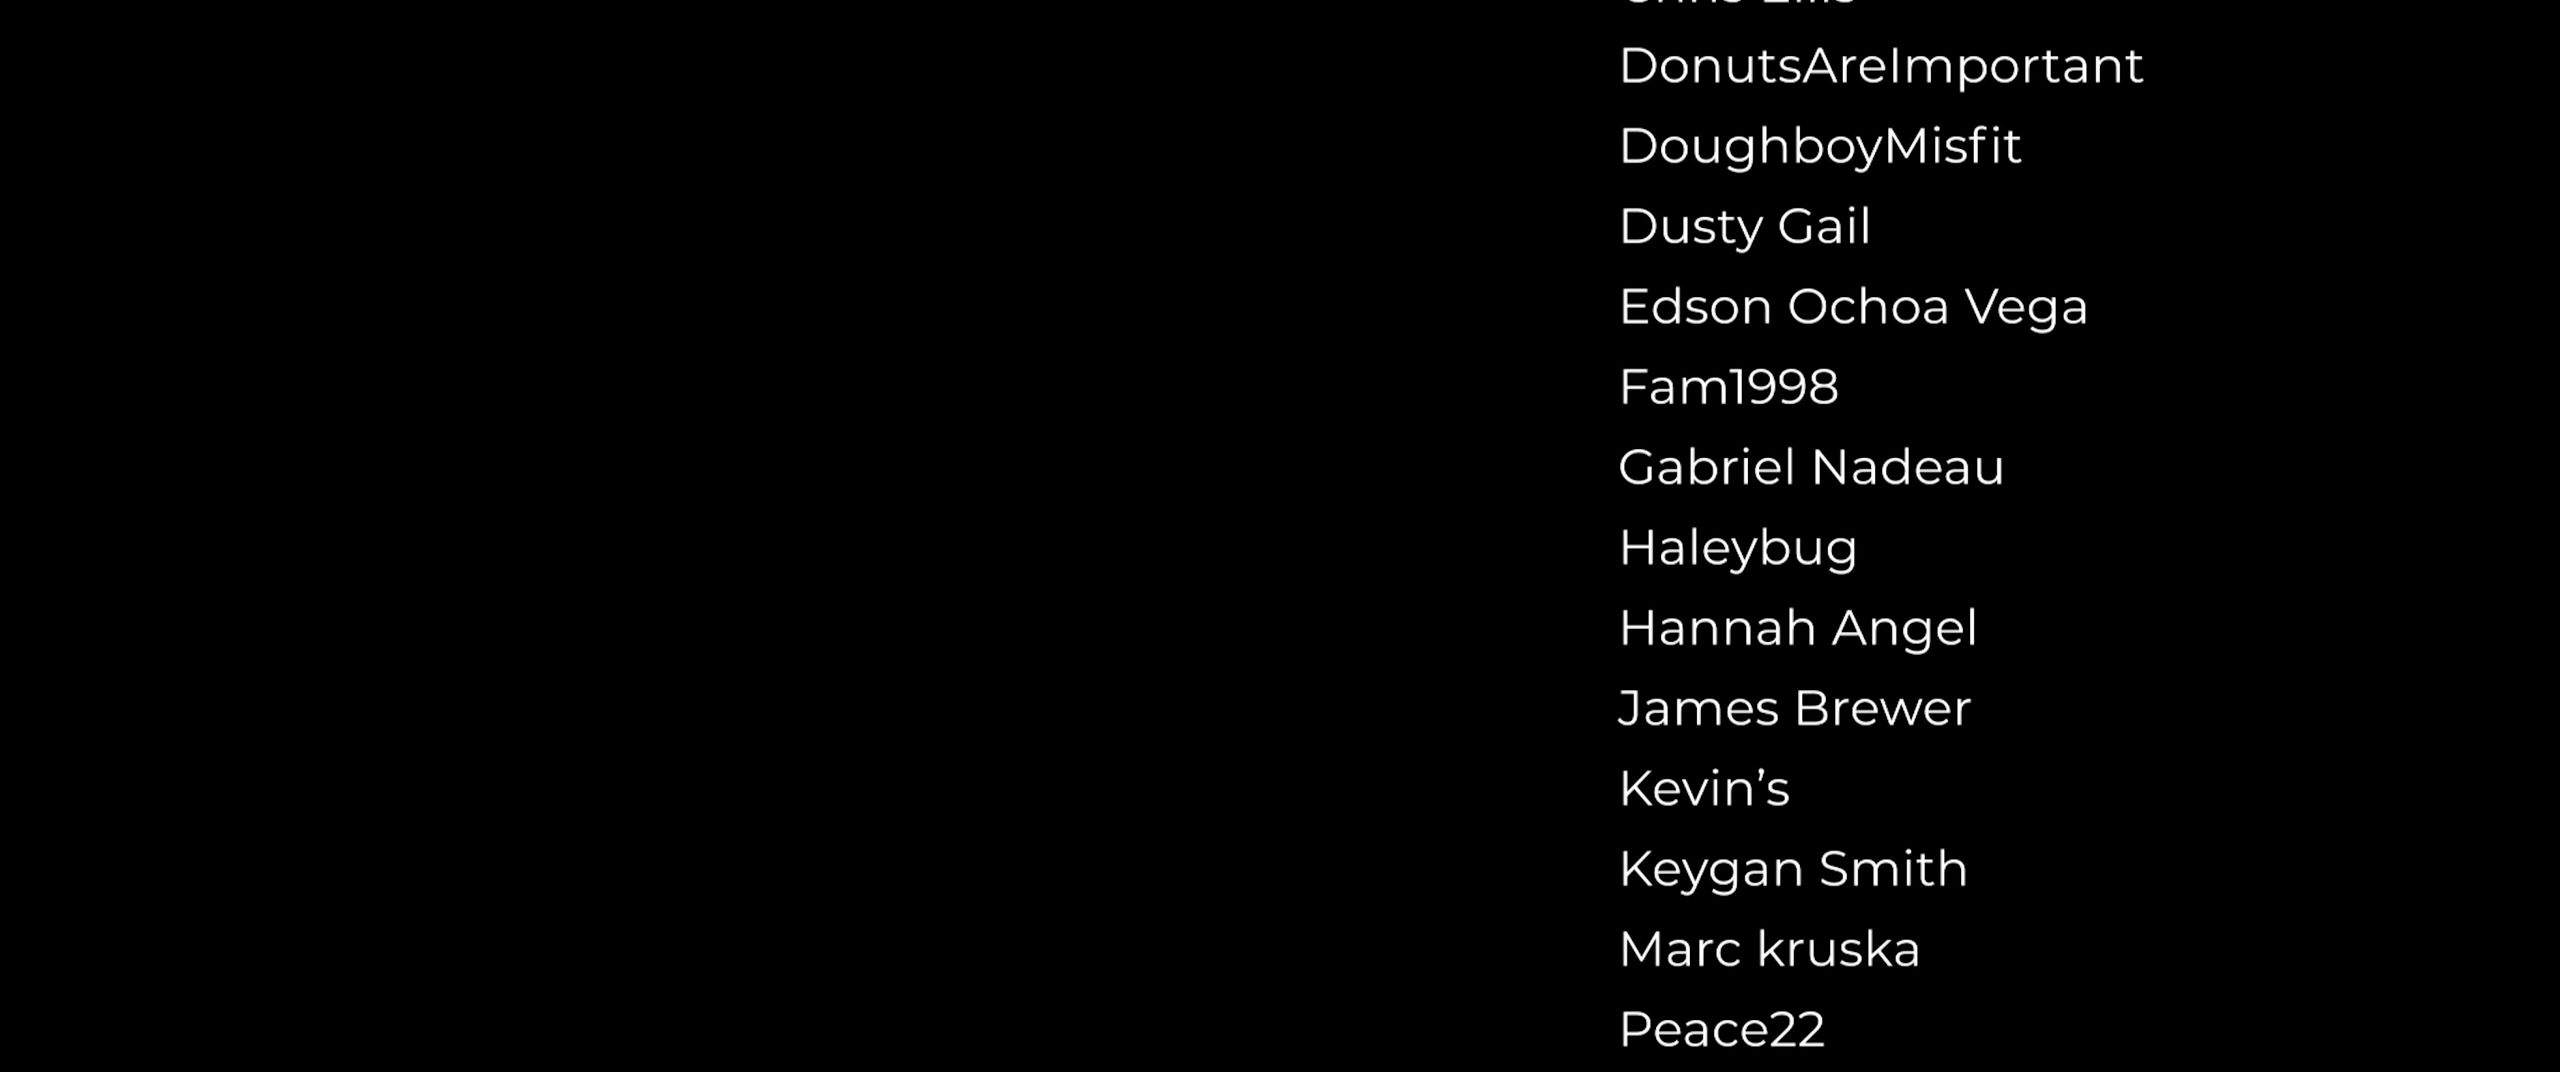 DonutsAreImportant
DoughboyMisfit
Dusty Gail
Edson Ochoa Vega
Fam1998
Gabriel Nadeau
Haleybug
Hannah Angel
James Brewer
Kevin’s
Keygan Smith
Marc kruska
Peace22